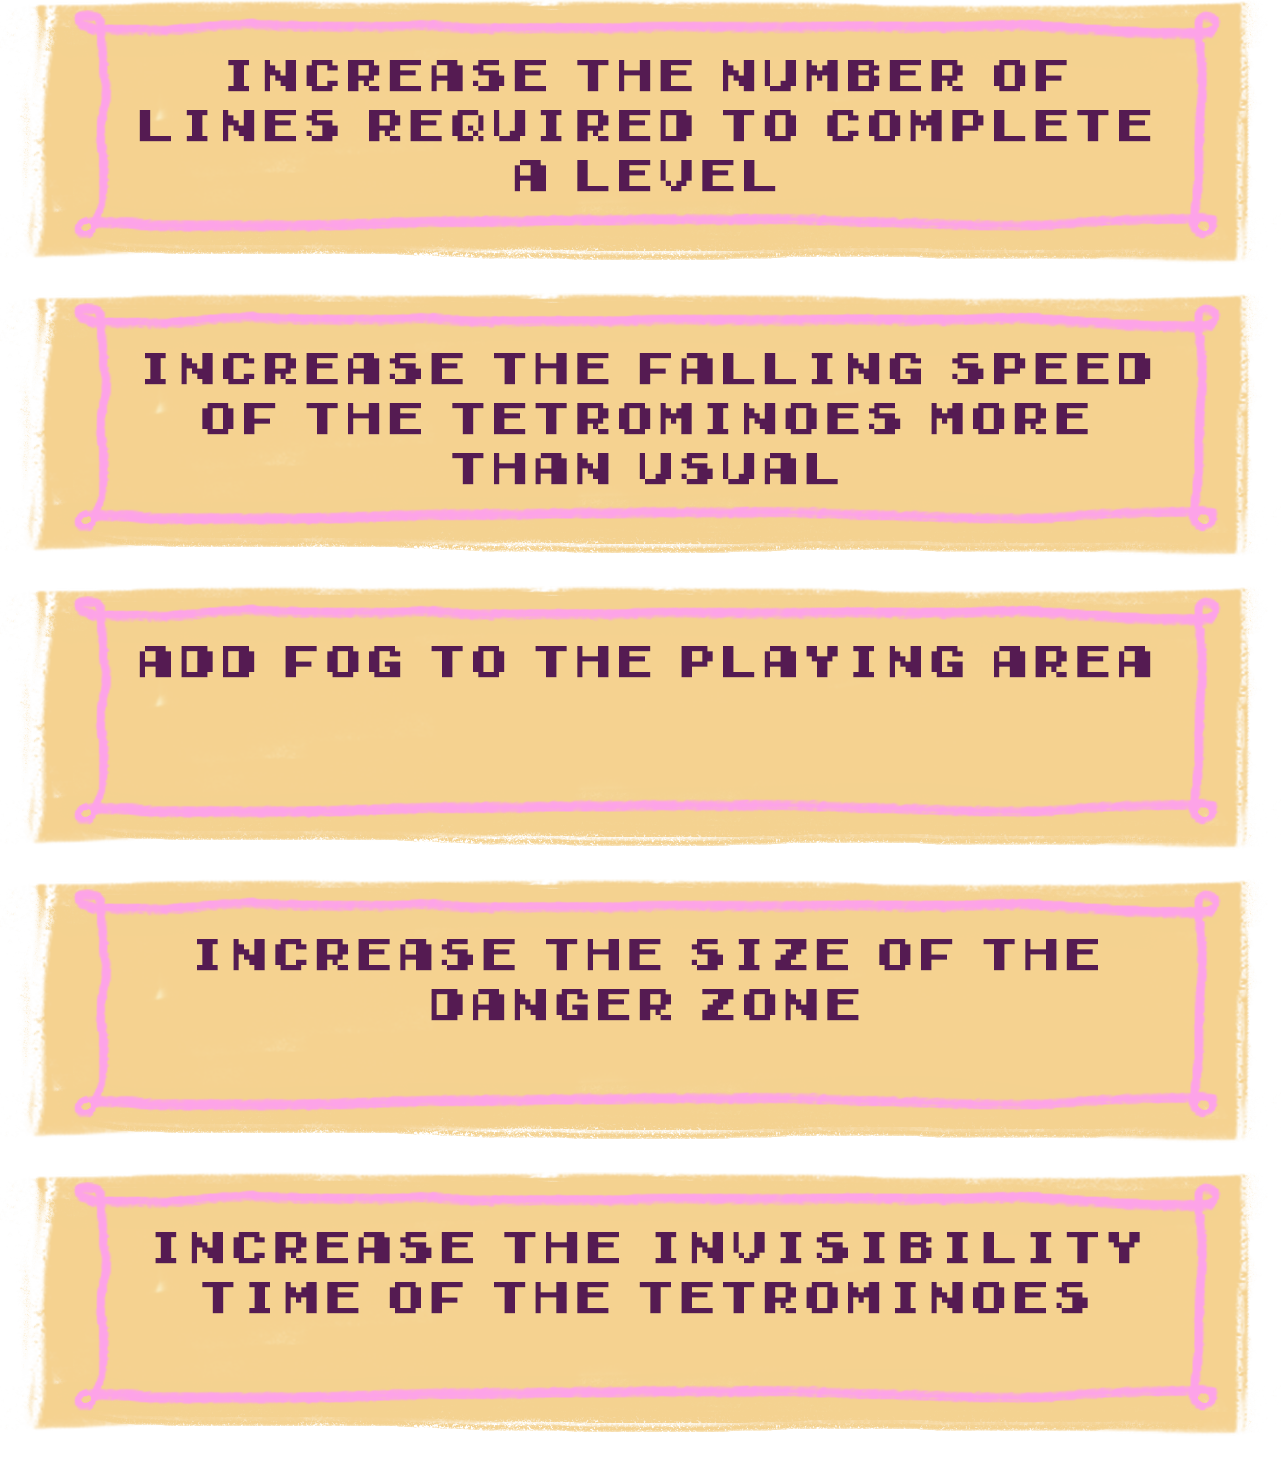 INCREASE THE NUMBER OF
LINES REQUIRED TO COMPLETE
A LEVEL
INCREASE THE FALLING SPEED
OF THE TETROMINOES MORE
THAN USUAL
ADD FOG TO THE PLAYING AREA
INCREASE THE SIZE OF THE
DANGER ZONE
INCREASE THE INVISIBILITY
TIME OF THE TETROMINOES